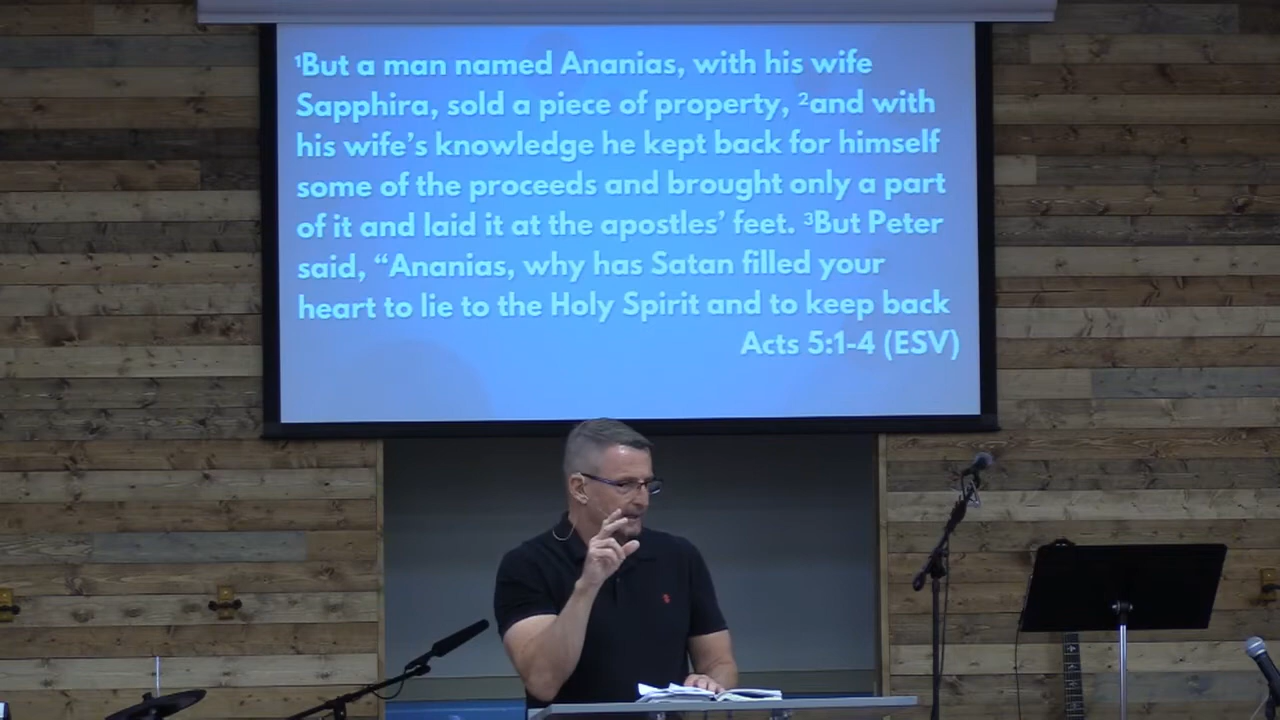 ¹But a man named Ananias, with his wife
Sapphira, sold a piece of property, ²and with
his wife’s knowledge he kept back for himself
some of the proceeds and brought only a part
of it and laid it at the apostles’ feet. ³But Peter
said, “Ananias, why has Satan filled your
heart to lie to the Holy Spirit and to keep back
Acts 5:1-4 (ESV)